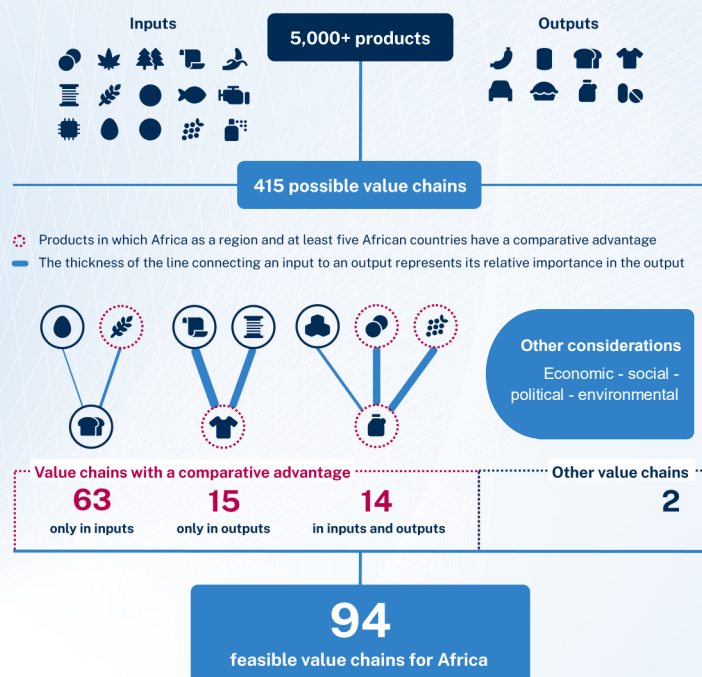 Inputs
5,000+ products
Outputs
415 possible value chains
Products in which Africa as a region and at least five African countries have a comparative advantage
The thickness of the line connecting an input to an output represents its relative importance in the output
Other considerations
Economic - social -
political - environmental
Value chains with a comparative advantage
63
only in inputs
15
only in outputs
14
in inputs and outputs
Other value chains
2
94
feasible value chains for Africa